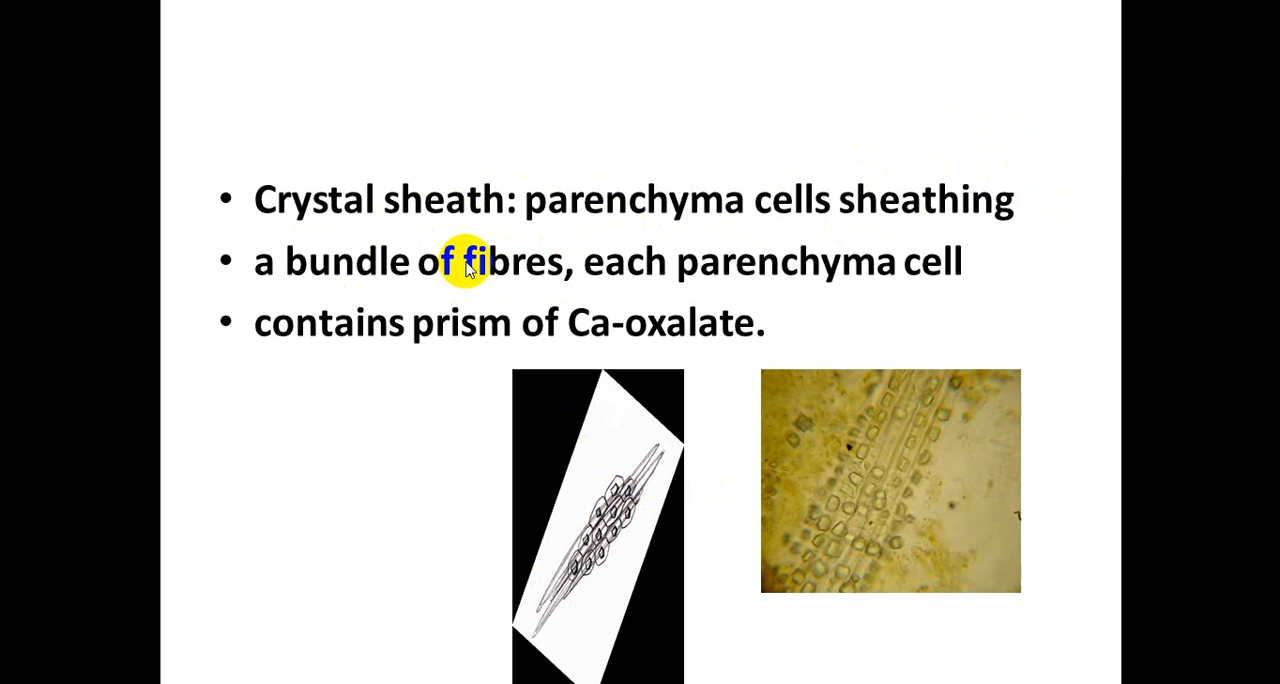 • Crystal sheath: parenchyma cells sheathing
• a bundle of fibres, each parenchyma cell
• contains prism of Ca-oxalate.